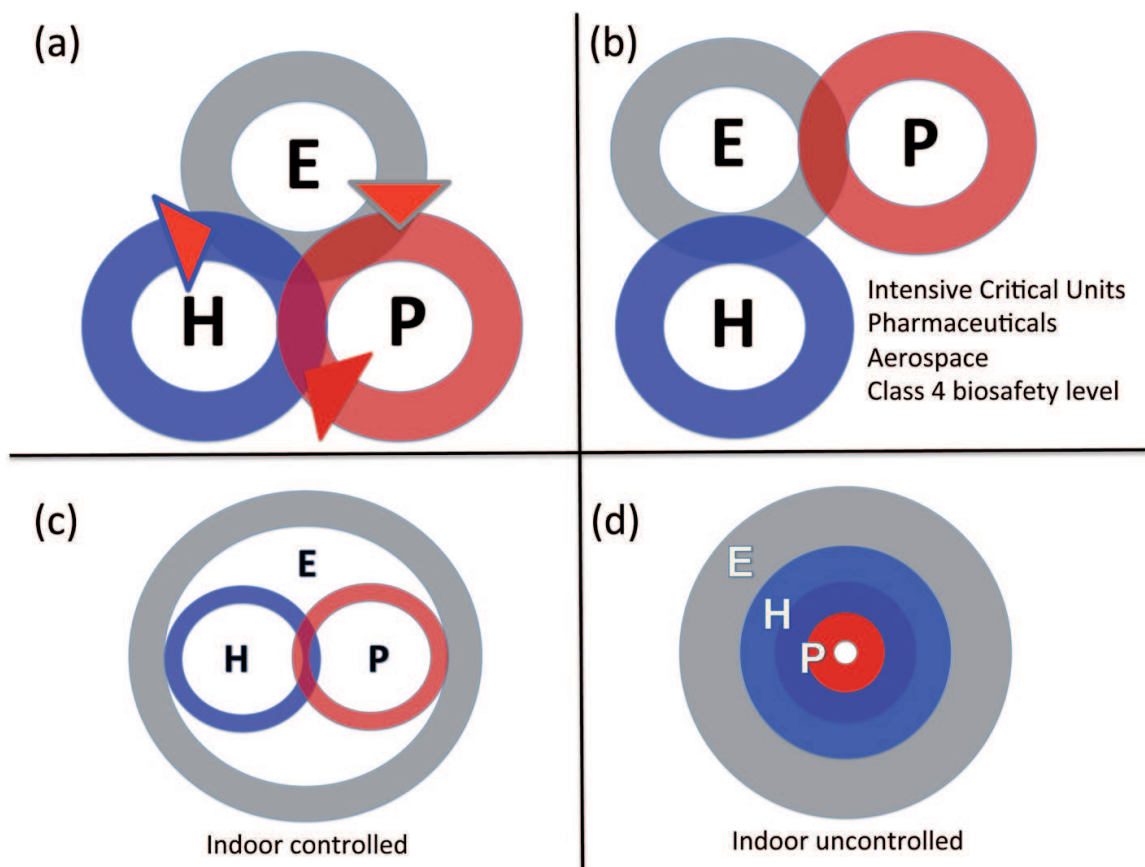 (a)
E
H
P
(b)
E
P
H
Intensive Critical Units
Pharmaceuticals
Aerospace
Class 4 biosafety level
(c)
E
H
P
Indoor controlled
(d)
E
H
P
Indoor uncontrolled